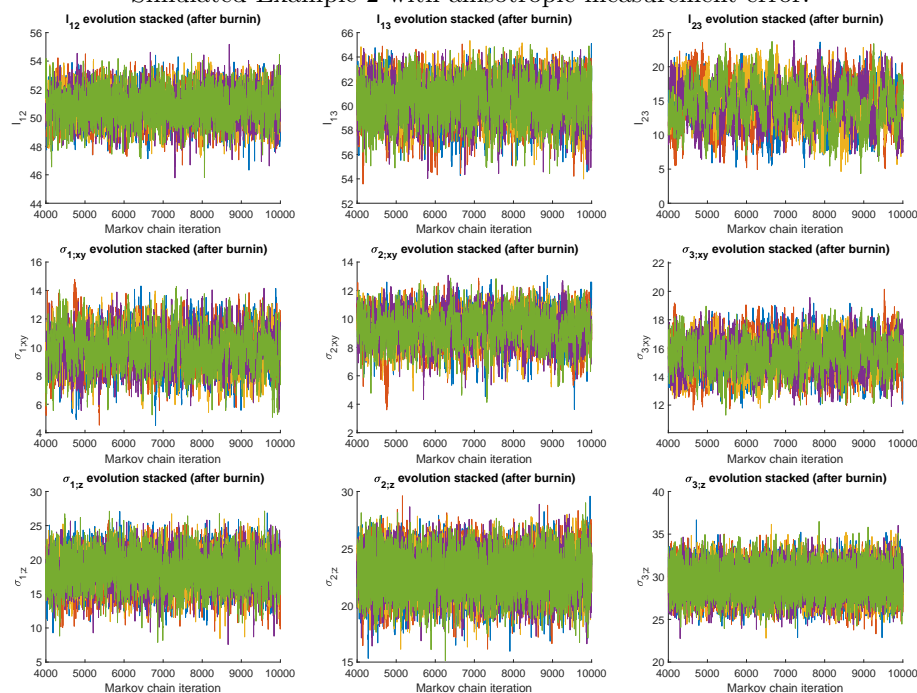 Simulated Example 2 with anisotropic measurement error.
l12 evolution stacked (after burnin)
l13 evolution stacked (after burnin)
l23 evolution stacked (after burnin)
56
54
52
50
48
46
44
l12
4000 5000 6000 7000 8000 9000 10000
Markov chain iteration
66
64
62
60
58
56
54
52
l13
4000 5000 6000 7000 8000 9000 10000
Markov chain iteration
25
20
15
10
5
0
l23
4000 5000 6000 7000 8000 9000 10000
Markov chain iteration
σ1;xy evolution stacked (after burnin)
σ2;xy evolution stacked (after burnin)
σ3;xy evolution stacked (after burnin)
16
14
12
10
8
6
4
σ1;xy
4000 5000 6000 7000 8000 9000 10000
Markov chain iteration
14
12
10
8
6
4
2
σ2;xy
4000 5000 6000 7000 8000 9000 10000
Markov chain iteration
22
20
18
16
14
12
σ3;xy
4000 5000 6000 7000 8000 9000 10000
Markov chain iteration
σ1;z evolution stacked (after burnin)
σ2;z evolution stacked (after burnin)
σ3;z evolution stacked (after burnin)
30
25
20
15
10
5
σ1;z
4000 5000 6000 7000 8000 9000 10000
Markov chain iteration
30
25
20
15
σ2;z
4000 5000 6000 7000 8000 9000 10000
Markov chain iteration
40
35
30
25
20
σ3;z
4000 5000 6000 7000 8000 9000 10000
Markov chain iteration